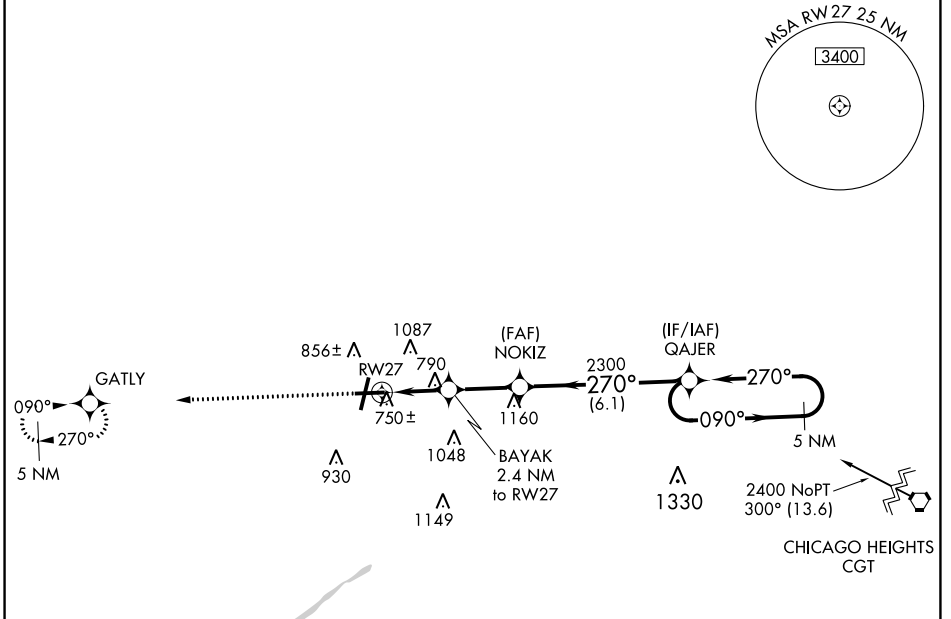 MSA RW27 25 NM
3400
1087
856±
790
RW27
750±
(FAF)
NOKIZ
1160
2300
270°
(6.1)
(IF/IAF)
QAJER
270°
090°
5 NM
GATLY
090°
270°
5 NM
930
1048
1149
BAYAK
2.4 NM
to RW27
1330
2400 NoPT
300° (13.6)
CHICAGO HEIGHTS
CGT